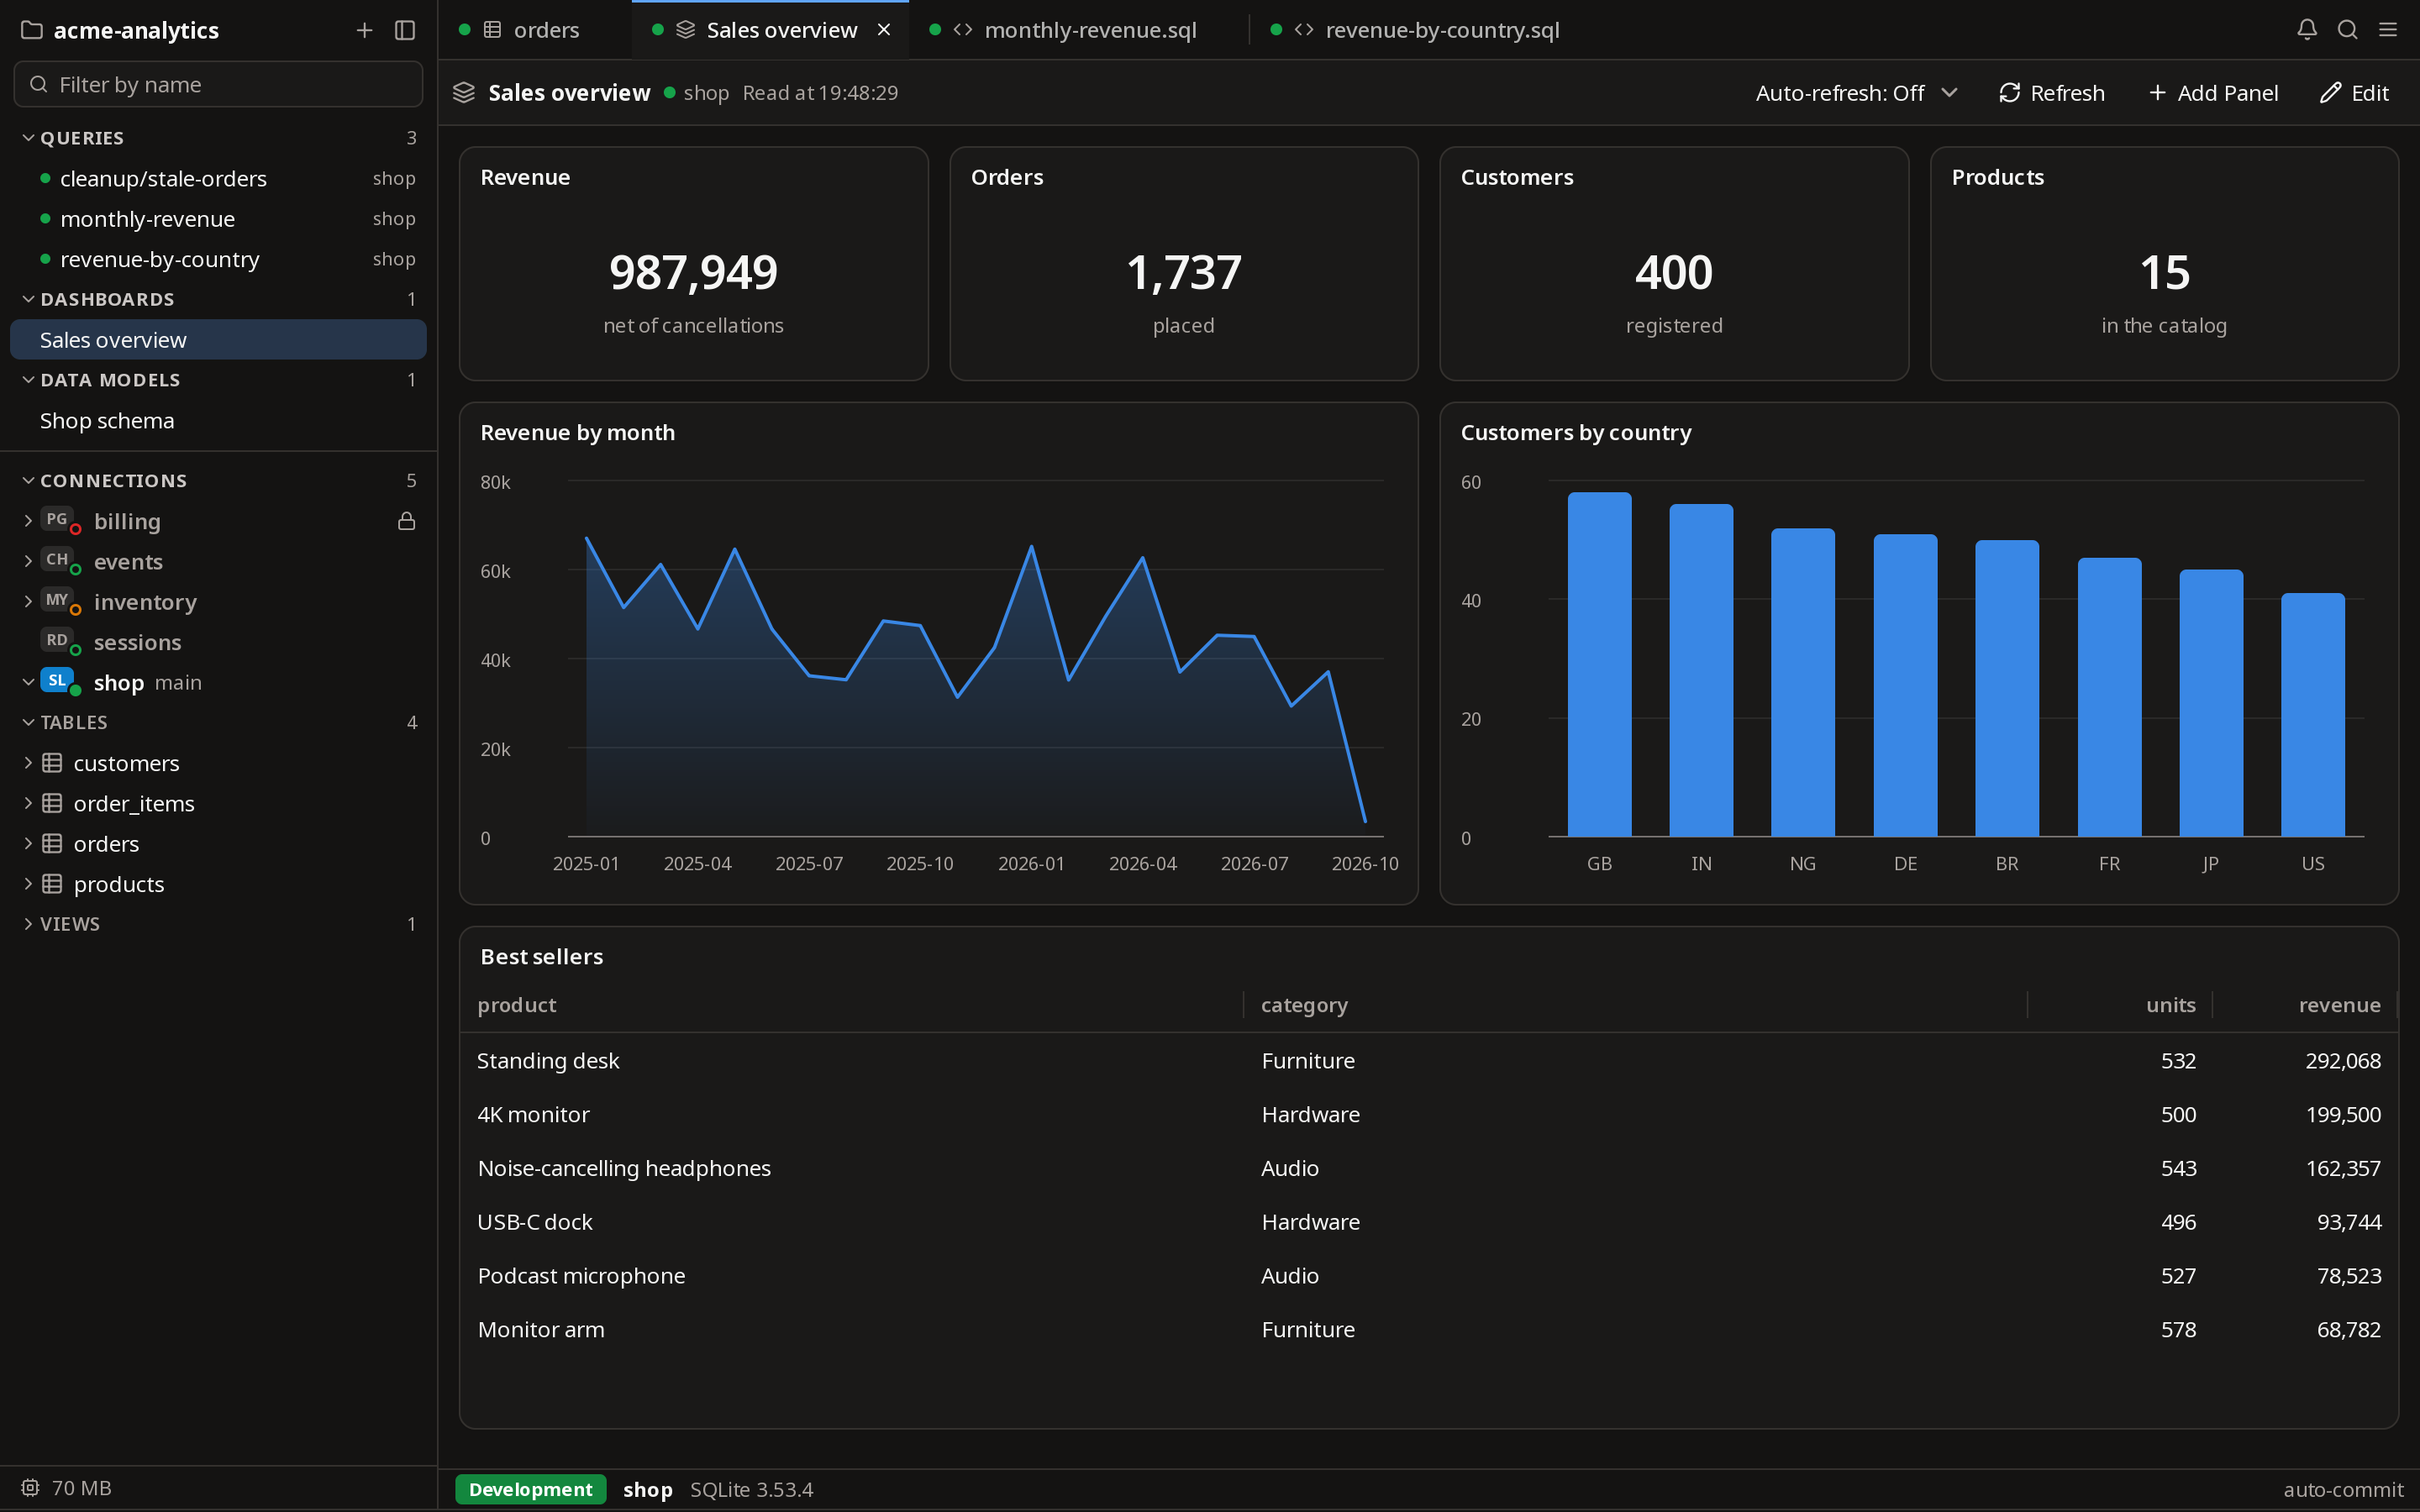 acme-analytics
Filter by name
QUERIES 3
cleanup/stale-orders shop
monthly-revenue shop
revenue-by-country shop
DASHBOARDS 1
Sales overview
DATA MODELS 1
Shop schema
CONNECTIONS 5
PG billing
CH events
MY inventory
RD sessions
SL shop main
TABLES 4
customers
order_items
orders
products
VIEWS 1
70 MB
orders Sales overview monthly-revenue.sql revenue-by-country.sql
Sales overview shop Read at 19:48:29 Auto-refresh: Off Refresh Add Panel Edit
Revenue
987,949
net of cancellations
Orders
1,737
placed
Customers
400
registered
Products
15
in the catalog
Revenue by month
80k
60k
40k
20k
0
2025-01 2025-04 2025-07 2025-10 2026-01 2026-04 2026-07 2026-10
Customers by country
60
40
20
0
GB IN NG DE BR FR JP US
Best sellers
product category units revenue
Standing desk Furniture 532 292,068
4K monitor Hardware 500 199,500
Noise-cancelling headphones Audio 543 162,357
USB-C dock Hardware 496 93,744
Podcast microphone Audio 527 78,523
Monitor arm Furniture 578 68,782
Development shop SQLite 3.53.4 auto-commit